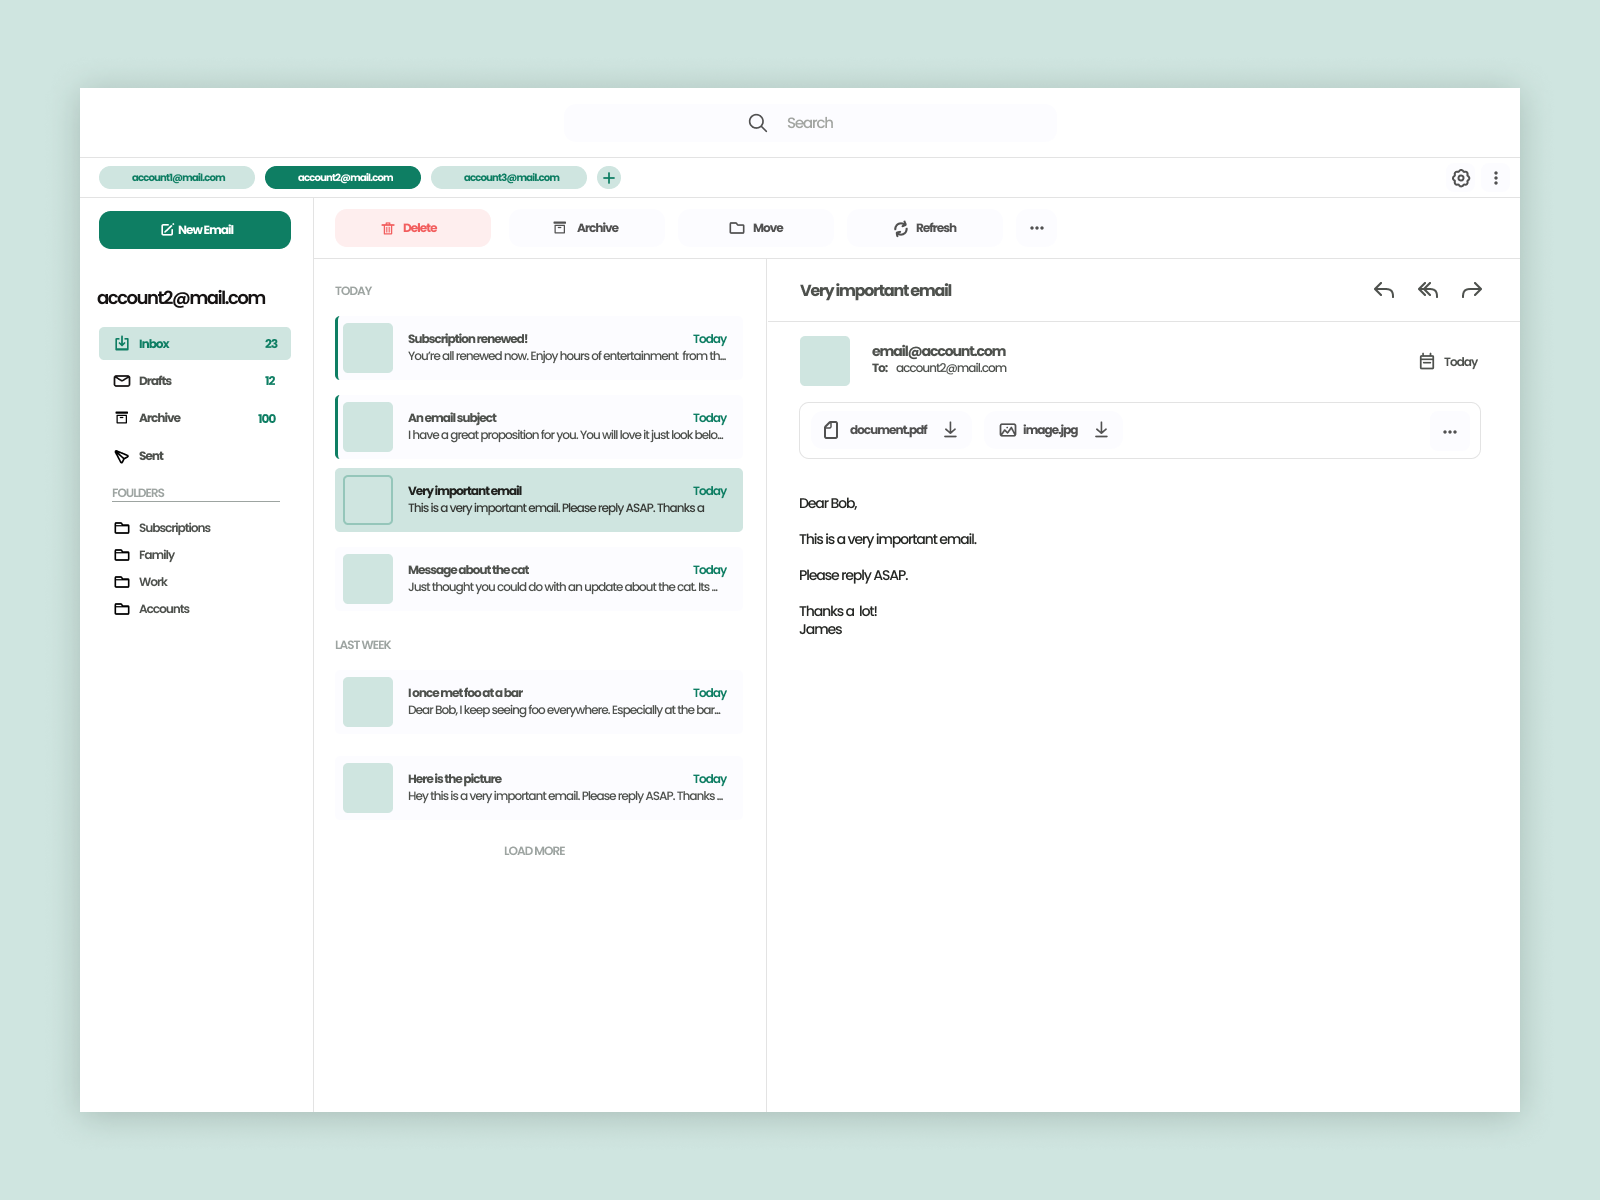 Search
account1@mail.com
account2@mail.com
account3@mail.com
New Email
Delete
Archive
Move
Refresh
account2@mail.com
Inbox 23
Drafts 12
Archive 100
Sent
FOULDERS
Subscriptions
Family
Work
Accounts
TODAY
Subscription renewed! Today
You're all renewed now. Enjoy hours of entertainment from th...
An email subject Today
I have a great proposition for you. You will love it just look belo...
Very important email Today
This is a very important email. Please reply ASAP. Thanks a
Message about the cat Today
Just thought you could do with an update about the cat. Its ...
LAST WEEK
I once met foo at a bar Today
Dear Bob, I keep seeing foo everywhere. Especially at the bar...
Here is the picture Today
Hey this is a very important email. Please reply ASAP. Thanks ...
LOAD MORE
Very important email
email@account.com
To: account2@mail.com
Today
document.pdf
image.jpg
Dear Bob,
This is a very important email.
Please reply ASAP.
Thanks a lot!
James